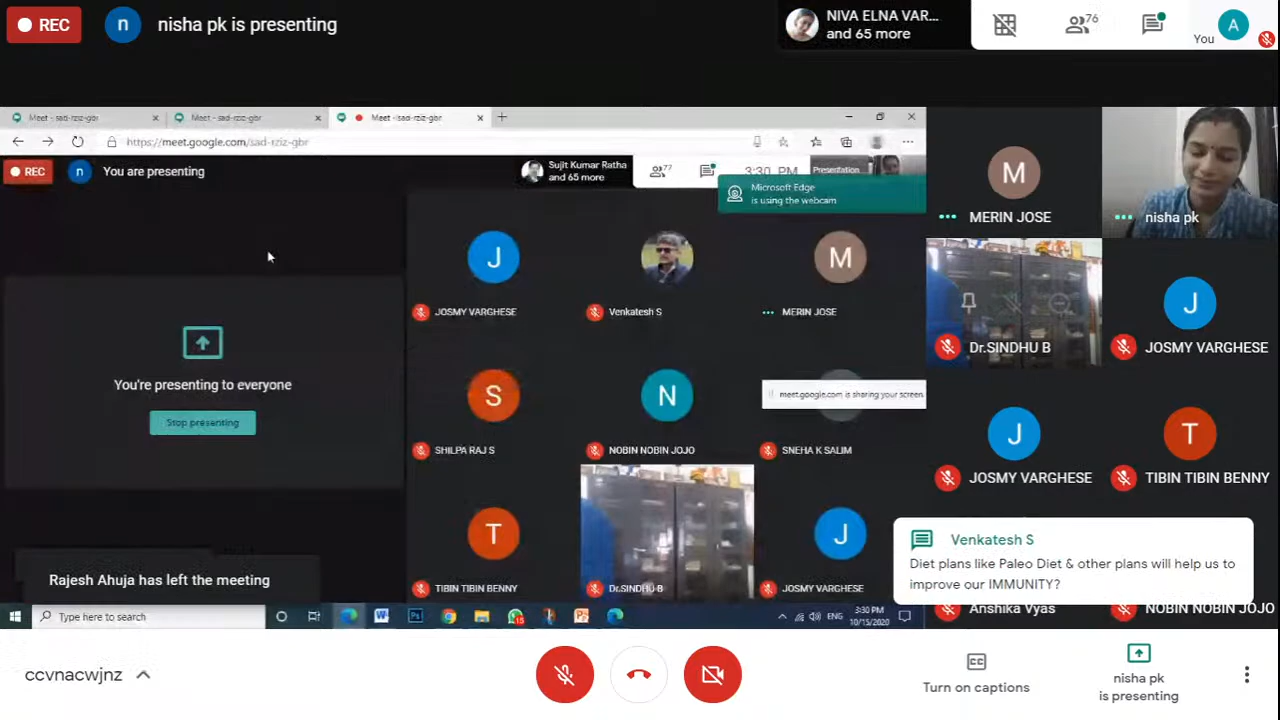 REC
n
nisha pk is presenting
NIVA ELNA VAR...
and 65 more
76
You
A
Meet - sad-rziz-gbr
Meet - sad-rziz-gbr
Meet - sad-rziz-gbr
https://meet.google.com/sad-rziz-gbr
REC
n
You are presenting
Sujit Kumar Ratha
and 65 more
77
3:30 PM
Presentation
Microsoft Edge
is using the webcam
J
JOSMY VARGHESE
Venkatesh S
M
MERIN JOSE
You're presenting to everyone
Stop presenting
S
SHILPA RAJ S
N
NOBIN NOBIN JOJO
meet.google.com is sharing your screen.
SNEHA K SALIM
T
TIBIN TIBIN BENNY
Dr.SINDHU B
J
JOSMY VARGHESE
Rajesh Ahuja has left the meeting
Type here to search
W
Ps
15
ENG
3:30 PM
10/15/2020
M
MERIN JOSE
nisha pk
Dr.SINDHU B
J
JOSMY VARGHESE
J
JOSMY VARGHESE
T
TIBIN TIBIN BENNY
Venkatesh S
Diet plans like Paleo Diet & other plans will help us to
improve our IMMUNITY?
Anshika Vyas
NOBIN NOBIN JOJO
ccvnacwjnz
CC
Turn on captions
nisha pk
is presenting